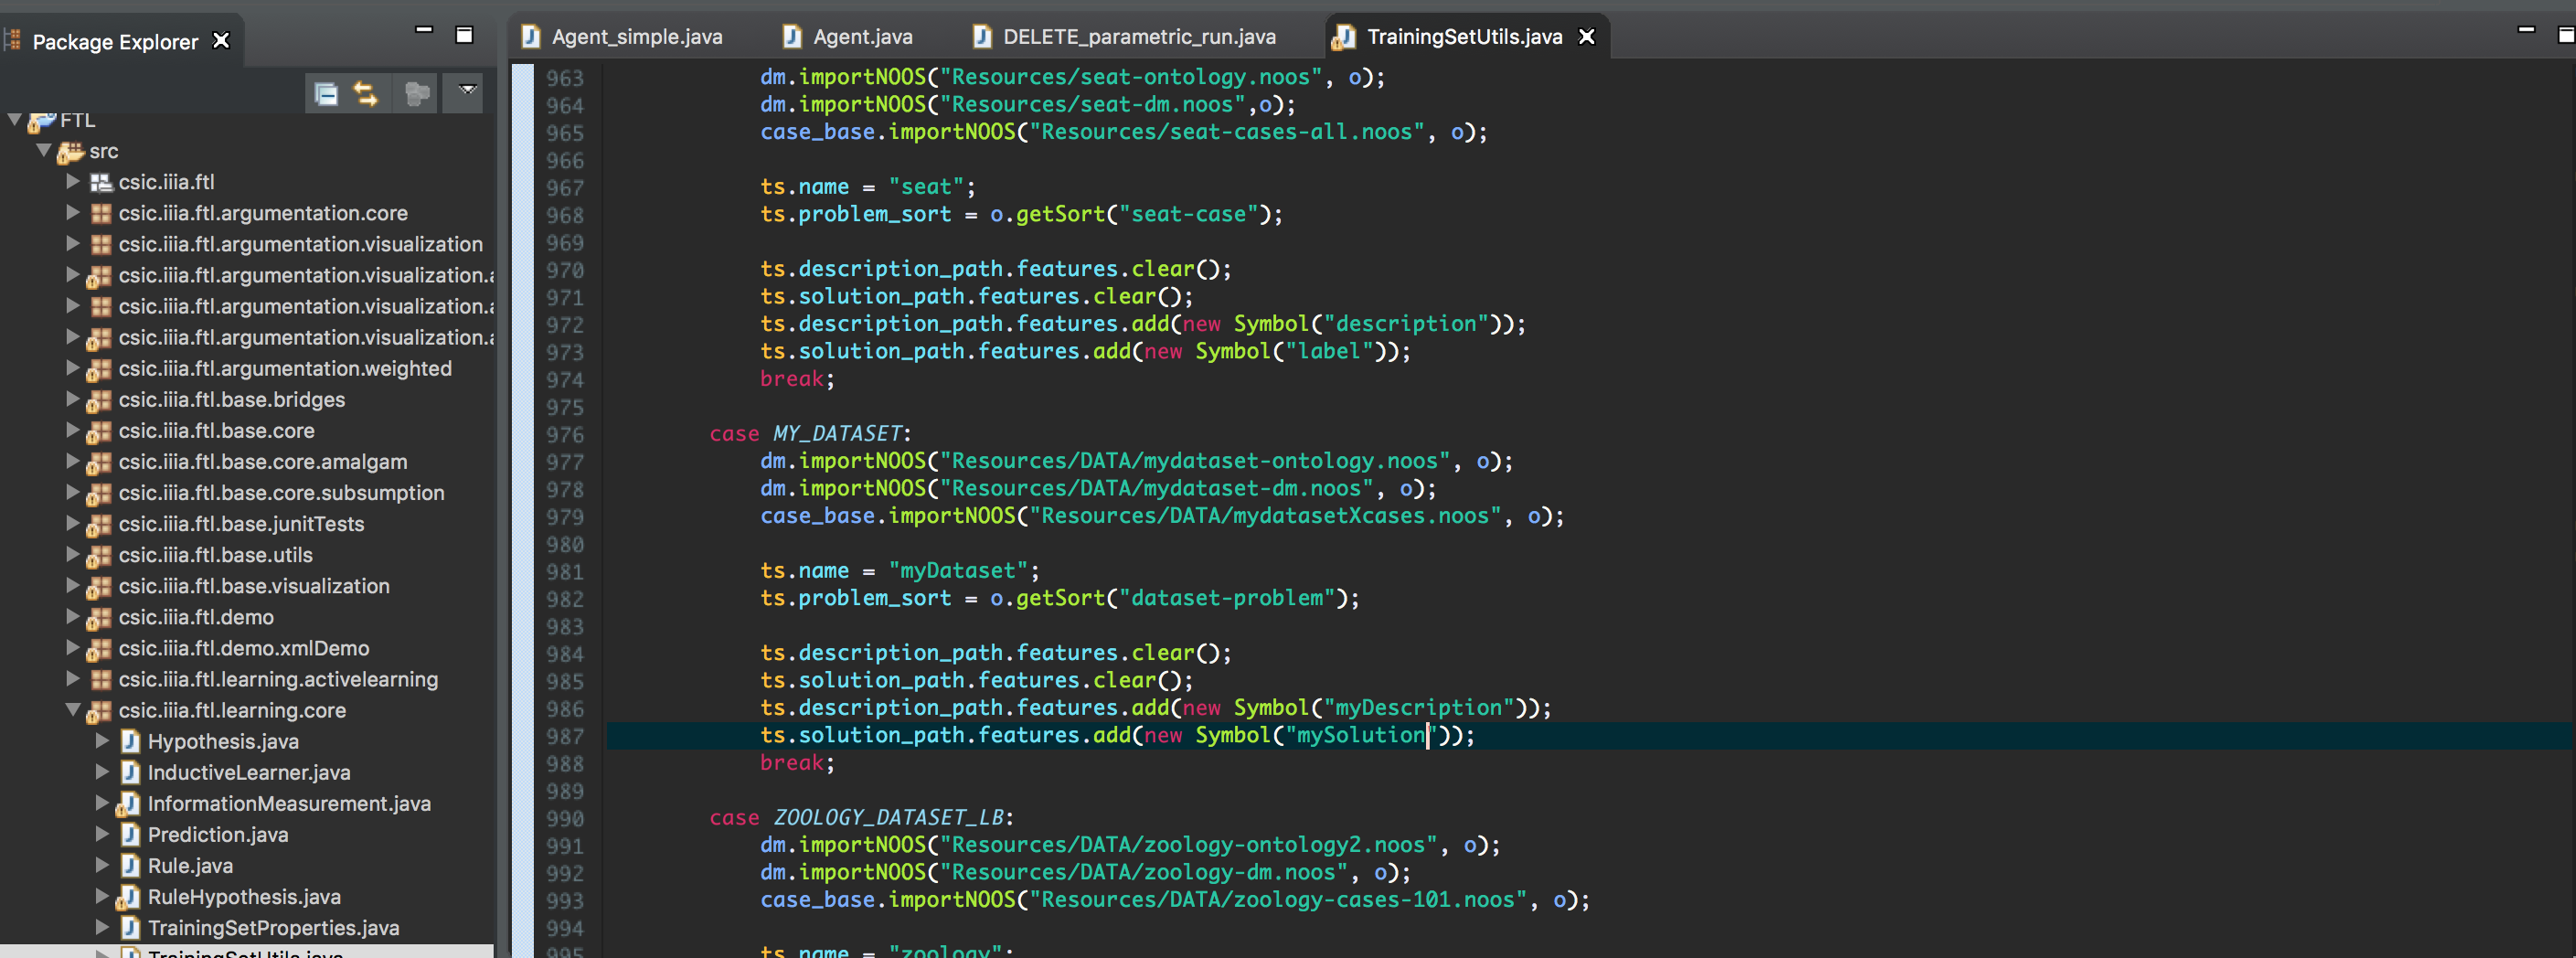 Package Explorer
FTL
src
csic.iiia.ftl
csic.iiia.ftl.argumentation.core
csic.iiia.ftl.argumentation.visualization
csic.iiia.ftl.argumentation.visualization.a
csic.iiia.ftl.argumentation.visualization.a
csic.iiia.ftl.argumentation.visualization.a
csic.iiia.ftl.argumentation.weighted
csic.iiia.ftl.base.bridges
csic.iiia.ftl.base.core
csic.iiia.ftl.base.core.amalgam
csic.iiia.ftl.base.core.subsumption
csic.iiia.ftl.base.junitTests
csic.iiia.ftl.base.utils
csic.iiia.ftl.base.visualization
csic.iiia.ftl.demo
csic.iiia.ftl.demo.xmlDemo
csic.iiia.ftl.learning.activelearning
csic.iiia.ftl.learning.core
Hypothesis.java
InductiveLearner.java
InformationMeasurement.java
Prediction.java
Rule.java
RuleHypothesis.java
TrainingSetProperties.java
TrainingSetUtils.java
Agent_simple.java Agent.java DELETE_parametric_run.java TrainingSetUtils.java
963 dm.importNOOS("Resources/seat-ontology.noos", o);
964 dm.importNOOS("Resources/seat-dm.noos",o);
965 case_base.importNOOS("Resources/seat-cases-all.noos", o);
966
967 ts.name = "seat";
968 ts.problem_sort = o.getSort("seat-case");
969
970 ts.description_path.features.clear();
971 ts.solution_path.features.clear();
972 ts.description_path.features.add(new Symbol("description"));
973 ts.solution_path.features.add(new Symbol("label"));
974 break;
975
976 case MY_DATASET:
977 dm.importNOOS("Resources/DATA/mydataset-ontology.noos", o);
978 dm.importNOOS("Resources/DATA/mydataset-dm.noos", o);
979 case_base.importNOOS("Resources/DATA/mydatasetXcases.noos", o);
980
981 ts.name = "myDataset";
982 ts.problem_sort = o.getSort("dataset-problem");
983
984 ts.description_path.features.clear();
985 ts.solution_path.features.clear();
986 ts.description_path.features.add(new Symbol("myDescription"));
987 ts.solution_path.features.add(new Symbol("mySolution"));
988 break;
989
990 case ZOOLOGY_DATASET_LB:
991 dm.importNOOS("Resources/DATA/zoology-ontology2.noos", o);
992 dm.importNOOS("Resources/DATA/zoology-dm.noos", o);
993 case_base.importNOOS("Resources/DATA/zoology-cases-101.noos", o);
994
995 ts.name = "zoology";